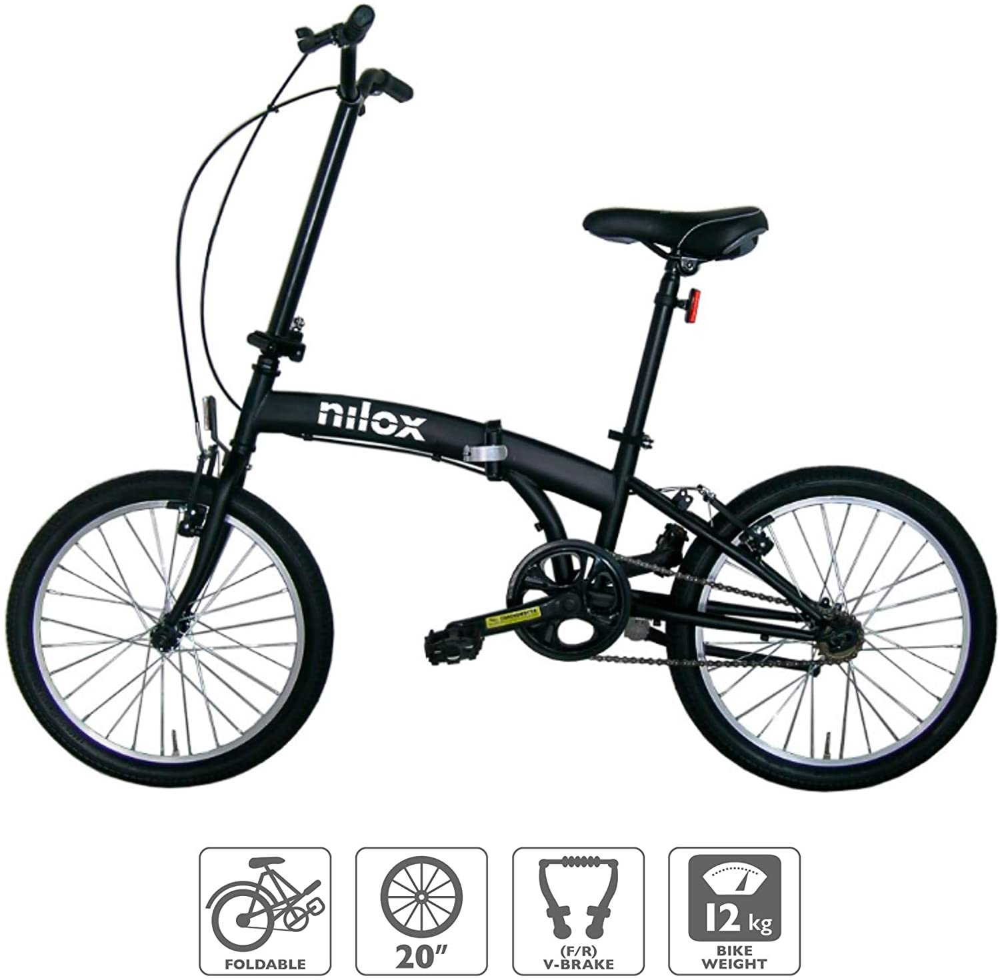 nilox
FOLDABLE
20”
(F/R)
V-BRAKE
12 kg
BIKE
WEIGHT